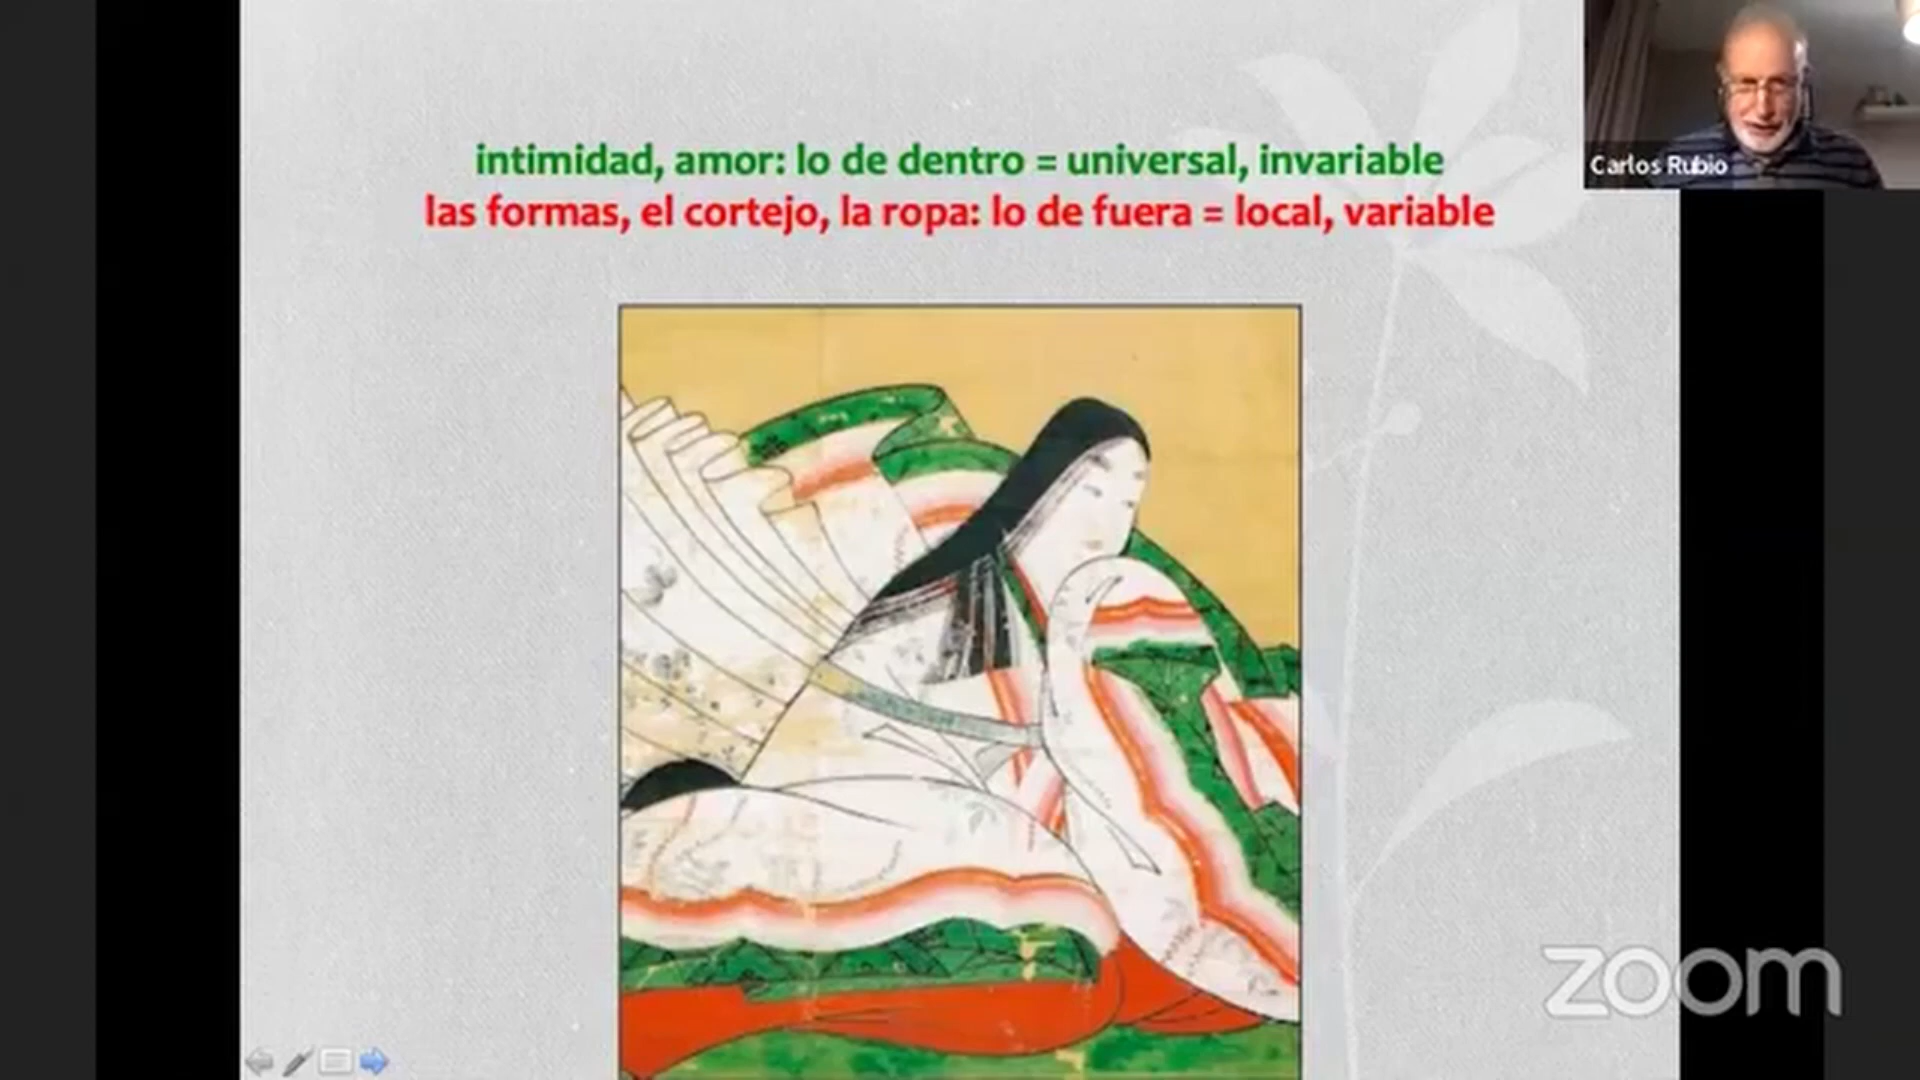 intimidad, amor: lo de dentro = universal, invariable
las formas, el cortejo, la ropa: lo de fuera = local, variable
Carlos Rubio
zoom